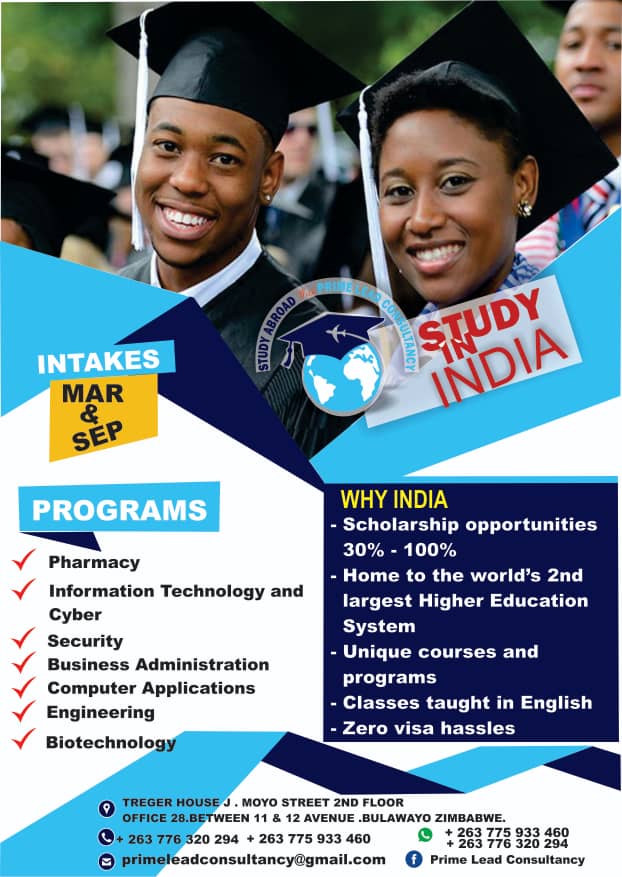 STUDY ABROAD in PRIME LEAD CONSULTANCY
STUDY
IN
INDIA
INTAKES
MAR
&
SEP
PROGRAMS
Pharmacy
Information Technology and
Cyber
Security
Business Administration
Computer Applications
Engineering
Biotechnology
WHY INDIA
- Scholarship opportunities
30% - 100%
- Home to the world’s 2nd
largest Higher Education
System
- Unique courses and
programs
- Classes taught in English
- Zero visa hassles
TREGER HOUSE J . MOYO STREET 2ND FLOOR
OFFICE 28.BETWEEN 11 & 12 AVENUE .BULAWAYO ZIMBABWE.
+ 263 776 320 294 + 263 775 933 460
+ 263 775 933 460
+ 263 776 320 294
primeleadconsultancy@gmail.com
Prime Lead Consultancy